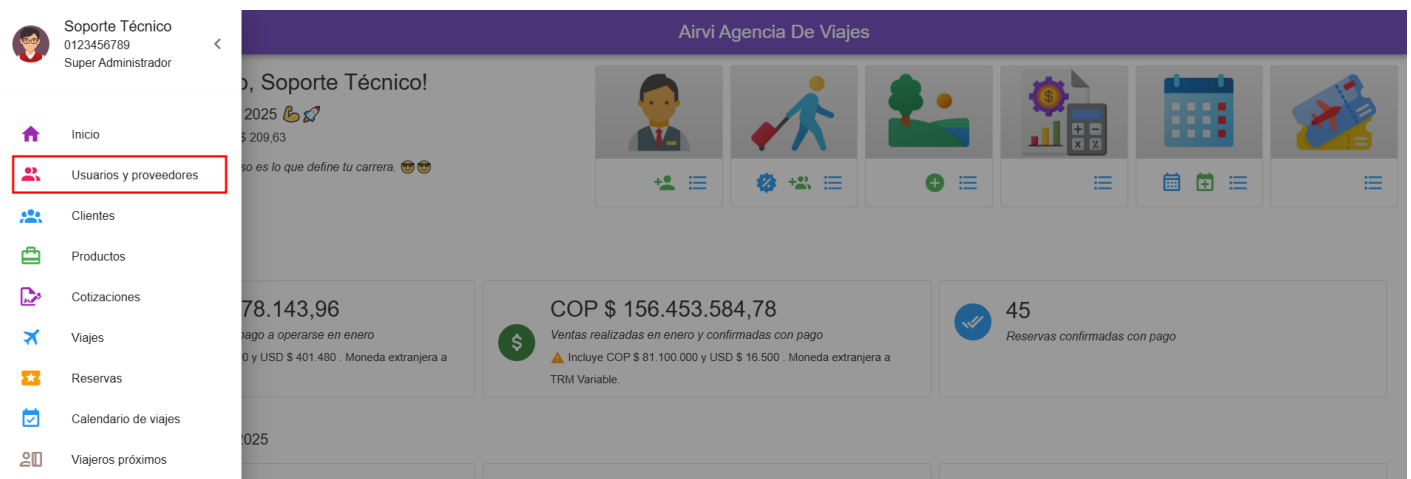 Soporte Técnico
0123456789
Super Administrador
Inicio
Usuarios y proveedores
Clientes
Productos
Cotizaciones
Viajes
Reservas
Calendario de viajes
Viajeros próximos
Airvi Agencia De Viajes
, Soporte Técnico!
2025
$ 209,63
so es lo que define tu carrera.
78.143,96
pago a operarse en enero
0 y USD $ 401.480 . Moneda extranjera a
COP $ 156.453.584,78
Ventas realizadas en enero y confirmadas con pago
Incluye COP $ 81.100.000 y USD $ 16.500 . Moneda extranjera a
TRM Variable.
45
Reservas confirmadas con pago
2025